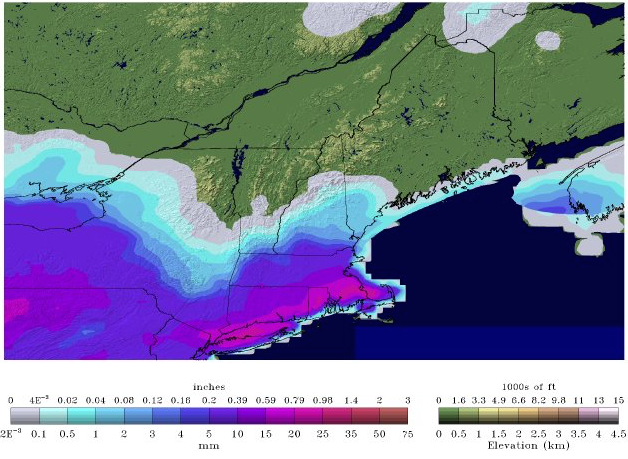 inches
0 4E⁻³ 0.02 0.04 0.08 0.12 0.16 0.2 0.39 0.59 0.79 0.98 1.4 2 3
2E⁻³ 0.1 0.5 1 2 3 4 5 10 15 20 25 35 50 75
mm
1000s of ft
0 1.6 3.3 4.9 6.6 8.2 9.8 11 13 15
0 0.5 1 1.5 2 2.5 3 3.5 4 4.5
Elevation (km)